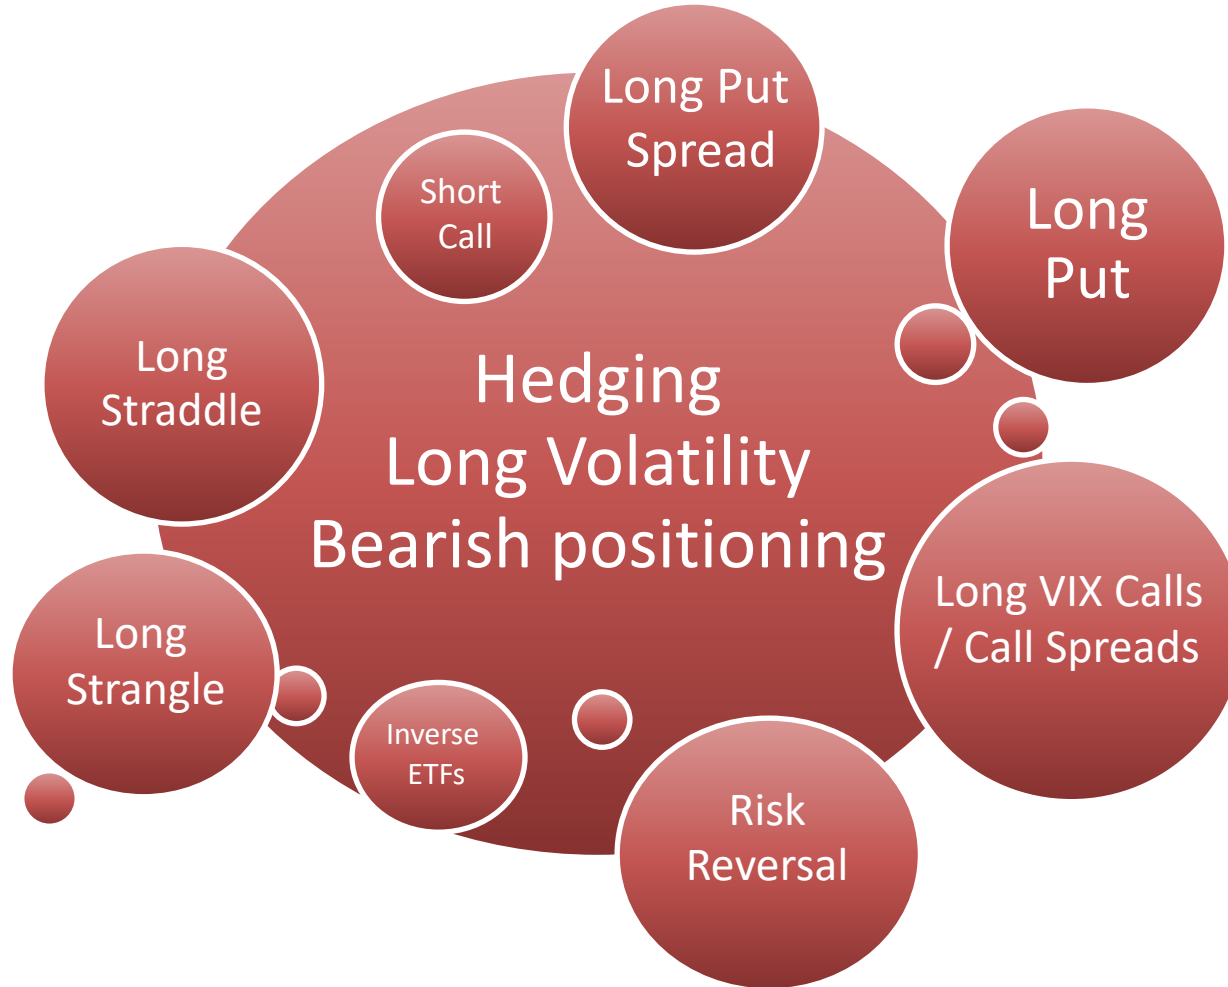 Long Put
Spread
Short
Call
Long
Put
Long
Straddle
Hedging
Long Volatility
Bearish positioning
Long VIX Calls
/ Call Spreads
Long
Strangle
Inverse
ETFs
Risk
Reversal